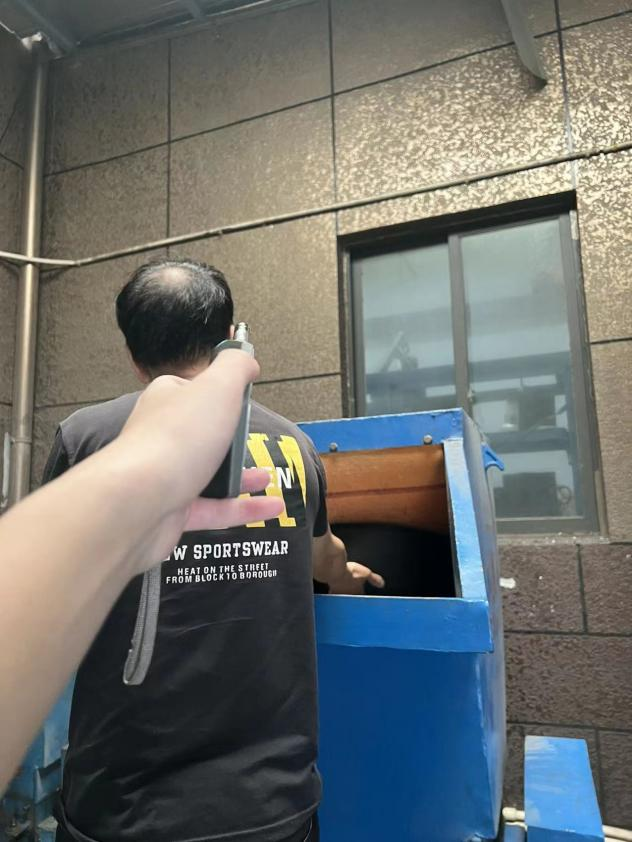 EN
W SPORTSWEAR
HEAT ON THE STREET
FROM BLOCK TO BOROUGH